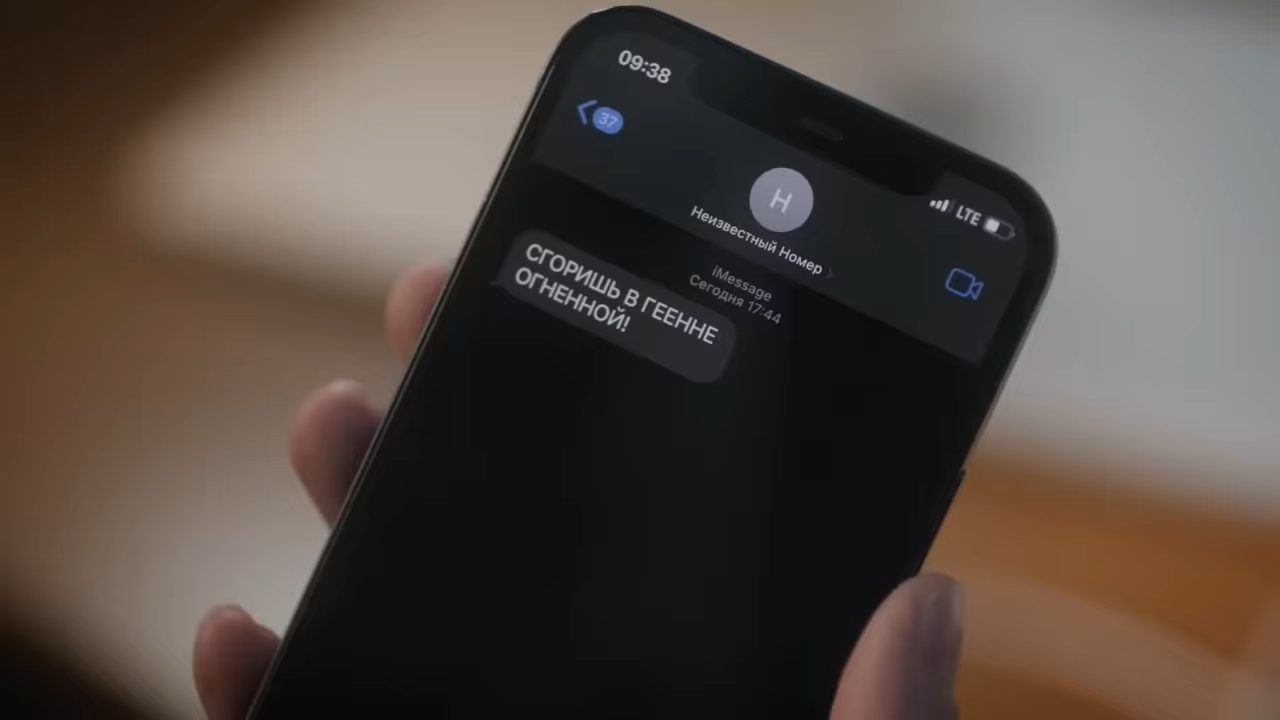 09:38
LTE
37
Н
Неизвестный Номер
iMessage
Сегодня 17:44
СГОРИШЬ В ГЕЕННЕ
ОГНЕННОЙ!